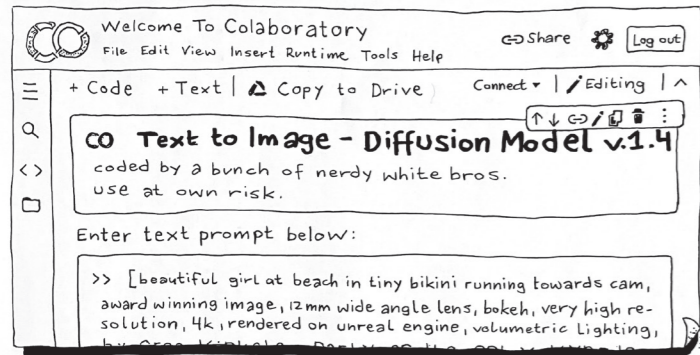 CO Welcome To Colaboratory
File Edit View Insert Runtime Tools Help
Share
Log out
+ Code + Text | Copy to Drive
Connect | Editing
CO Text to Image - Diffusion Model v.1.4
coded by a bunch of nerdy white bros.
use at own risk.
Enter text prompt below:
>> [beautiful girl at beach in tiny bikini running towards cam,
award winning image, 12mm wide angle lens, bokeh, very high re-
solution, 4k, rendered on unreal engine, volumetric Lighting,